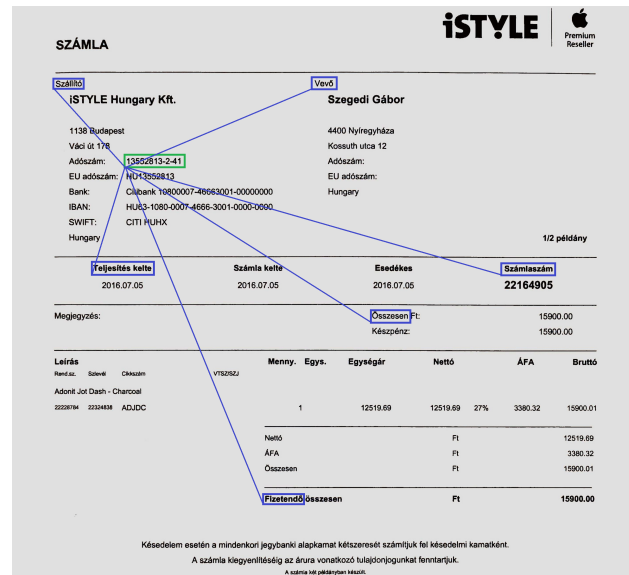 iSTYLE
Premium
Reseller
SZÁMLA
Szállító Vevő
iSTYLE Hungary Kft. Szegedi Gábor
1138 Budapest 4400 Nyíregyháza
Váci út 178 Kossuth utca 12
Adószám: 13552813-2-41 Adószám:
EU adószám: HU13552813 EU adószám:
Bank: Citibank 10800007-46663001-00000000 Hungary
IBAN: HU63-1080-0007-4666-3001-0000-0000
SWIFT: CITI HUHX
Hungary 1/2 példány
Teljesítés kelte Számla kelte Esedékes Számlaszám
2016.07.05 2016.07.05 2016.07.05 22164905
Megjegyzés: Összesen Ft: 15900.00
Készpénz: 15900.00
Leírás Menny. Egys. Egységár Nettó ÁFA Bruttó
Rend.sz. Szlevél Cikkszám VTSZ/SZJ
Adonit Jot Dash - Charcoal
22228784 22324838 ADJDC 1 12519.69 12519.69 27% 3380.32 15900.01
Nettó Ft 12519.69
ÁFA Ft 3380.32
Összesen Ft 15900.01
Fizetendő összesen Ft 15900.00
Késedelem esetén a mindenkori jegybanki alapkamat kétszeresét számítjuk fel késedelmi kamatként.
A számla kiegyenlítéséig az árura vonatkozó tulajdonjogunkat fenntartjuk.
A számla két példányban készült.